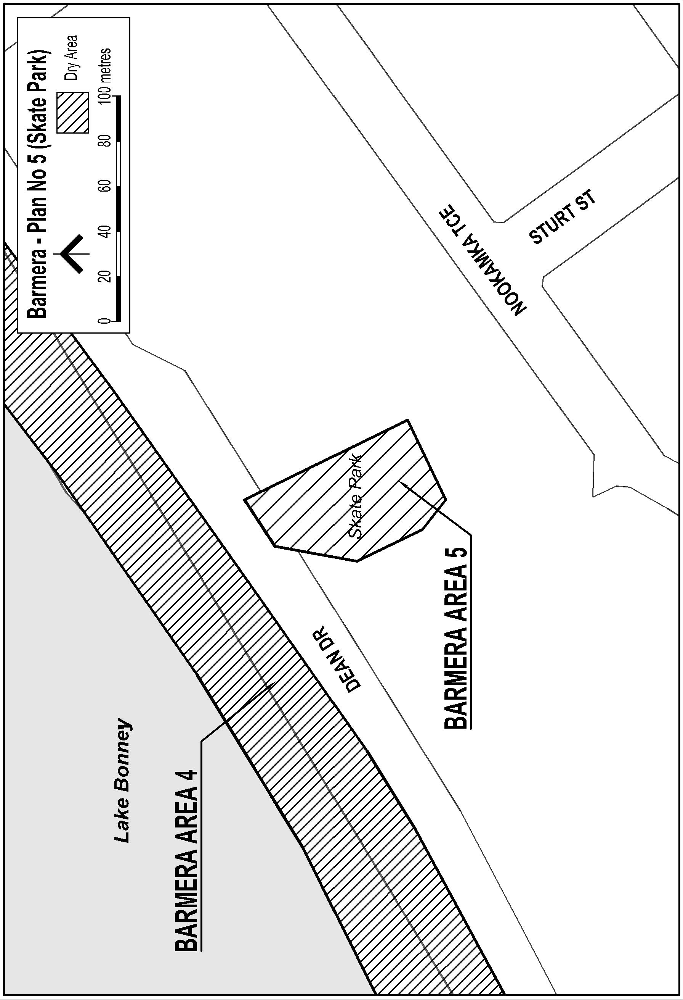 Barmera - Plan No 5 (Skate Park)
Dry Area
0 20 40 60 80 100 metres
Lake Bonney
BARMERA AREA 4
DEAN DR
Skate Park
BARMERA AREA 5
NOOKAMKA TCE
STURT ST